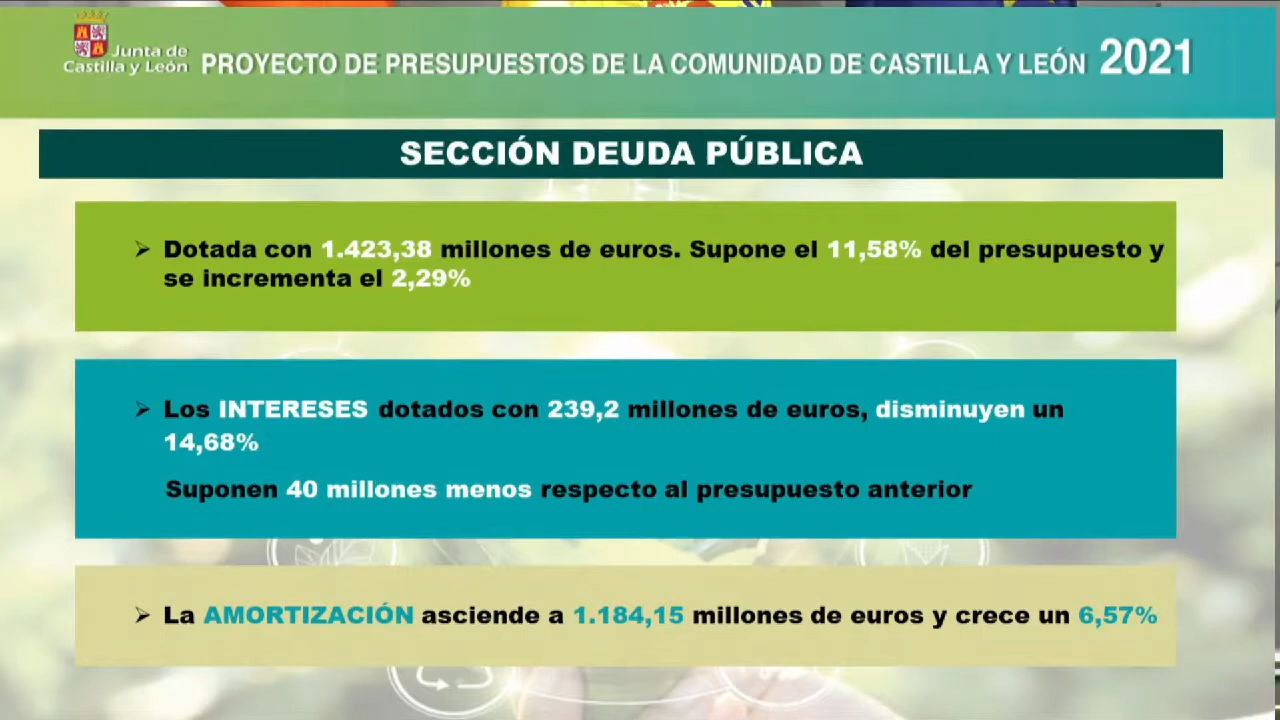 Junta de
Castilla y León
PROYECTO DE PRESUPUESTOS DE LA COMUNIDAD DE CASTILLA Y LEÓN 2021
SECCIÓN DEUDA PÚBLICA
Dotada con 1.423,38 millones de euros. Supone el 11,58% del presupuesto y
se incrementa el 2,29%
Los INTERESES dotados con 239,2 millones de euros, disminuyen un
14,68%
Suponen 40 millones menos respecto al presupuesto anterior
La AMORTIZACIÓN asciende a 1.184,15 millones de euros y crece un 6,57%